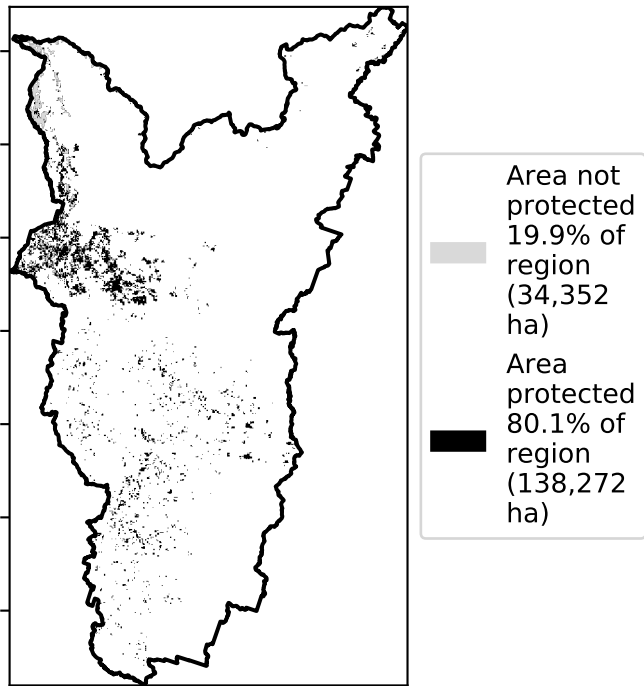 Area not
protected
19.9% of
region
(34,352
ha)
Area
protected
80.1% of
region
(138,272
ha)